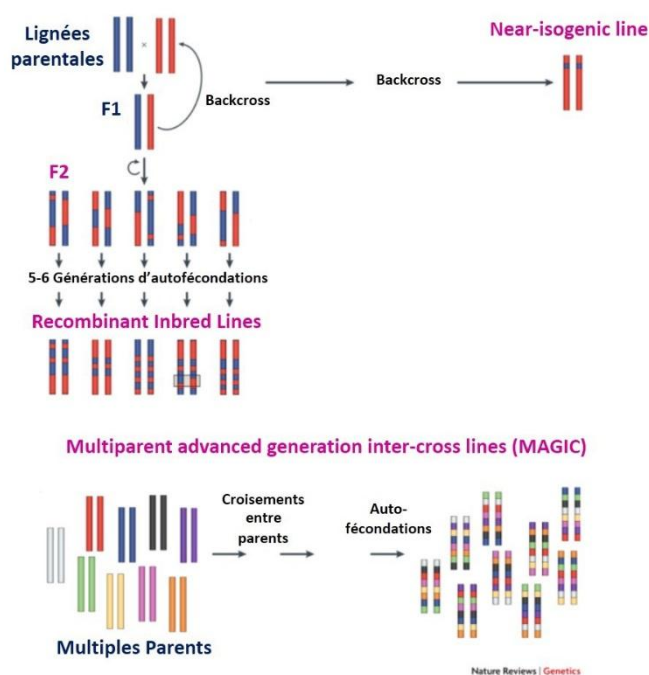 Lignées
parentales
×
Near-isogenic line
F1
Backcross
Backcross
F2
5-6 Générations d'autofécondations
Recombinant Inbred Lines
Multiparent advanced generation inter-cross lines (MAGIC)
Croisements
entre
parents
Auto-
fécondations
Multiples Parents
Nature Reviews | Genetics